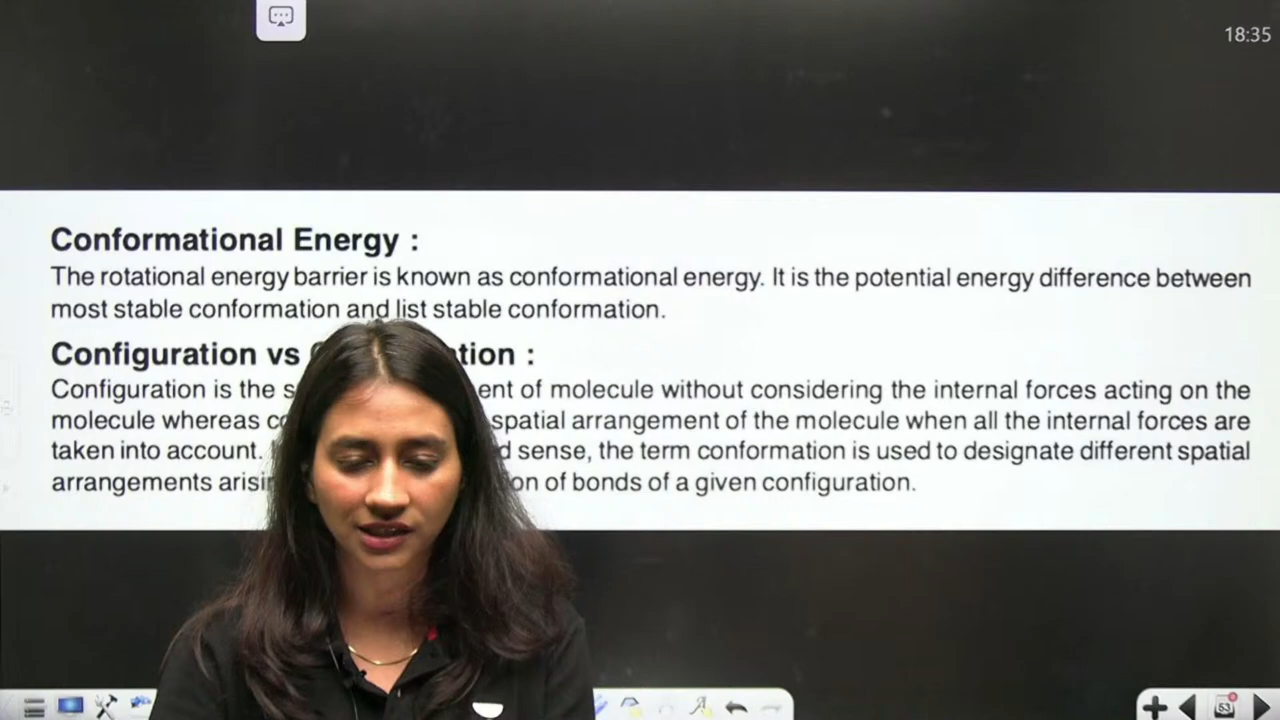 18:35
Conformational Energy :
The rotational energy barrier is known as conformational energy. It is the potential energy difference between
most stable conformation and list stable conformation.
Configuration vs tion :
Configuration is the s ent of molecule without considering the internal forces acting on the
molecule whereas co spatial arrangement of the molecule when all the internal forces are
taken into account. d sense, the term conformation is used to designate different spatial
arrangements arisin on of bonds of a given configuration.
53